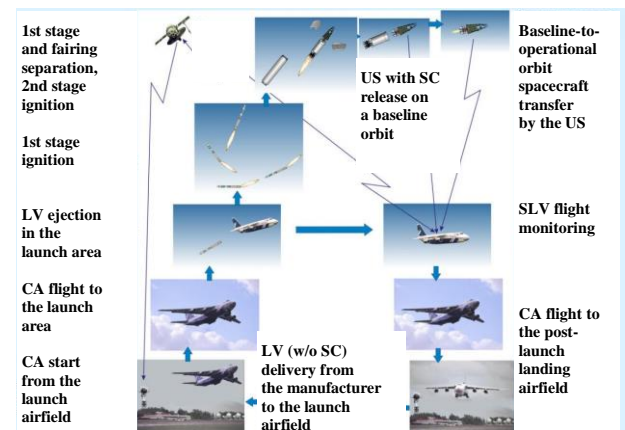 1st stage
and fairing
separation,
2nd stage
ignition
1st stage
ignition
LV ejection
in the
launch area
CA flight to
the launch
area
CA start
from the
launch
airfield
US with SC
release on
a baseline
orbit
LV (w/o SC)
delivery from
the manufacturer
to the launch
airfield
Baseline-to-
operational
orbit
spacecraft
transfer
by the US
SLV flight
monitoring
CA flight to
the post-
launch
landing
airfield